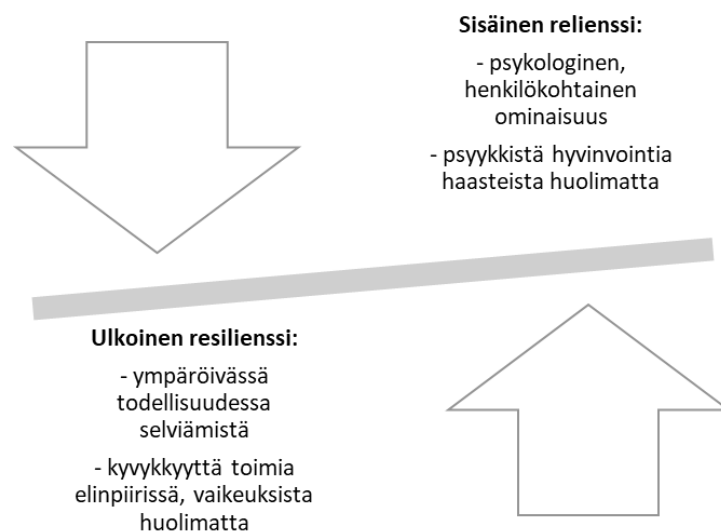 Sisäinen relienssi:
- psykologinen,
henkilökohtainen
ominaisuus
- psyykkistä hyvinvointia
haasteista huolimatta
Ulkoinen resilienssi:
- ympäröivässä
todellisuudessa
selviämistä
- kyvykkyyttä toimia
elinpiirissä, vaikeuksista
huolimatta